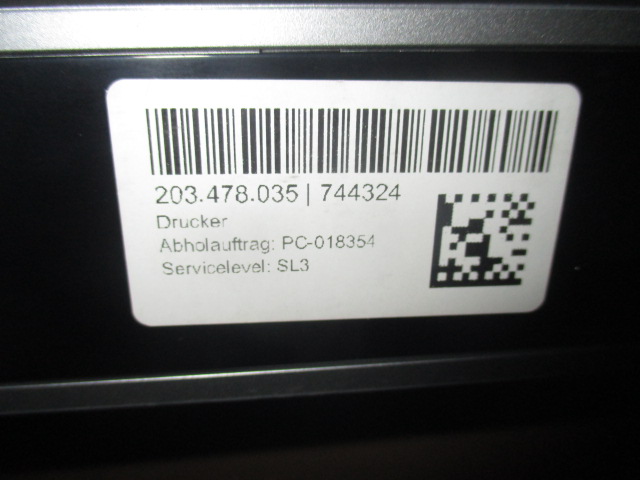 203.478.035 | 744324
Drucker
Abholauftrag: PC-018354
Servicelevel: SL3